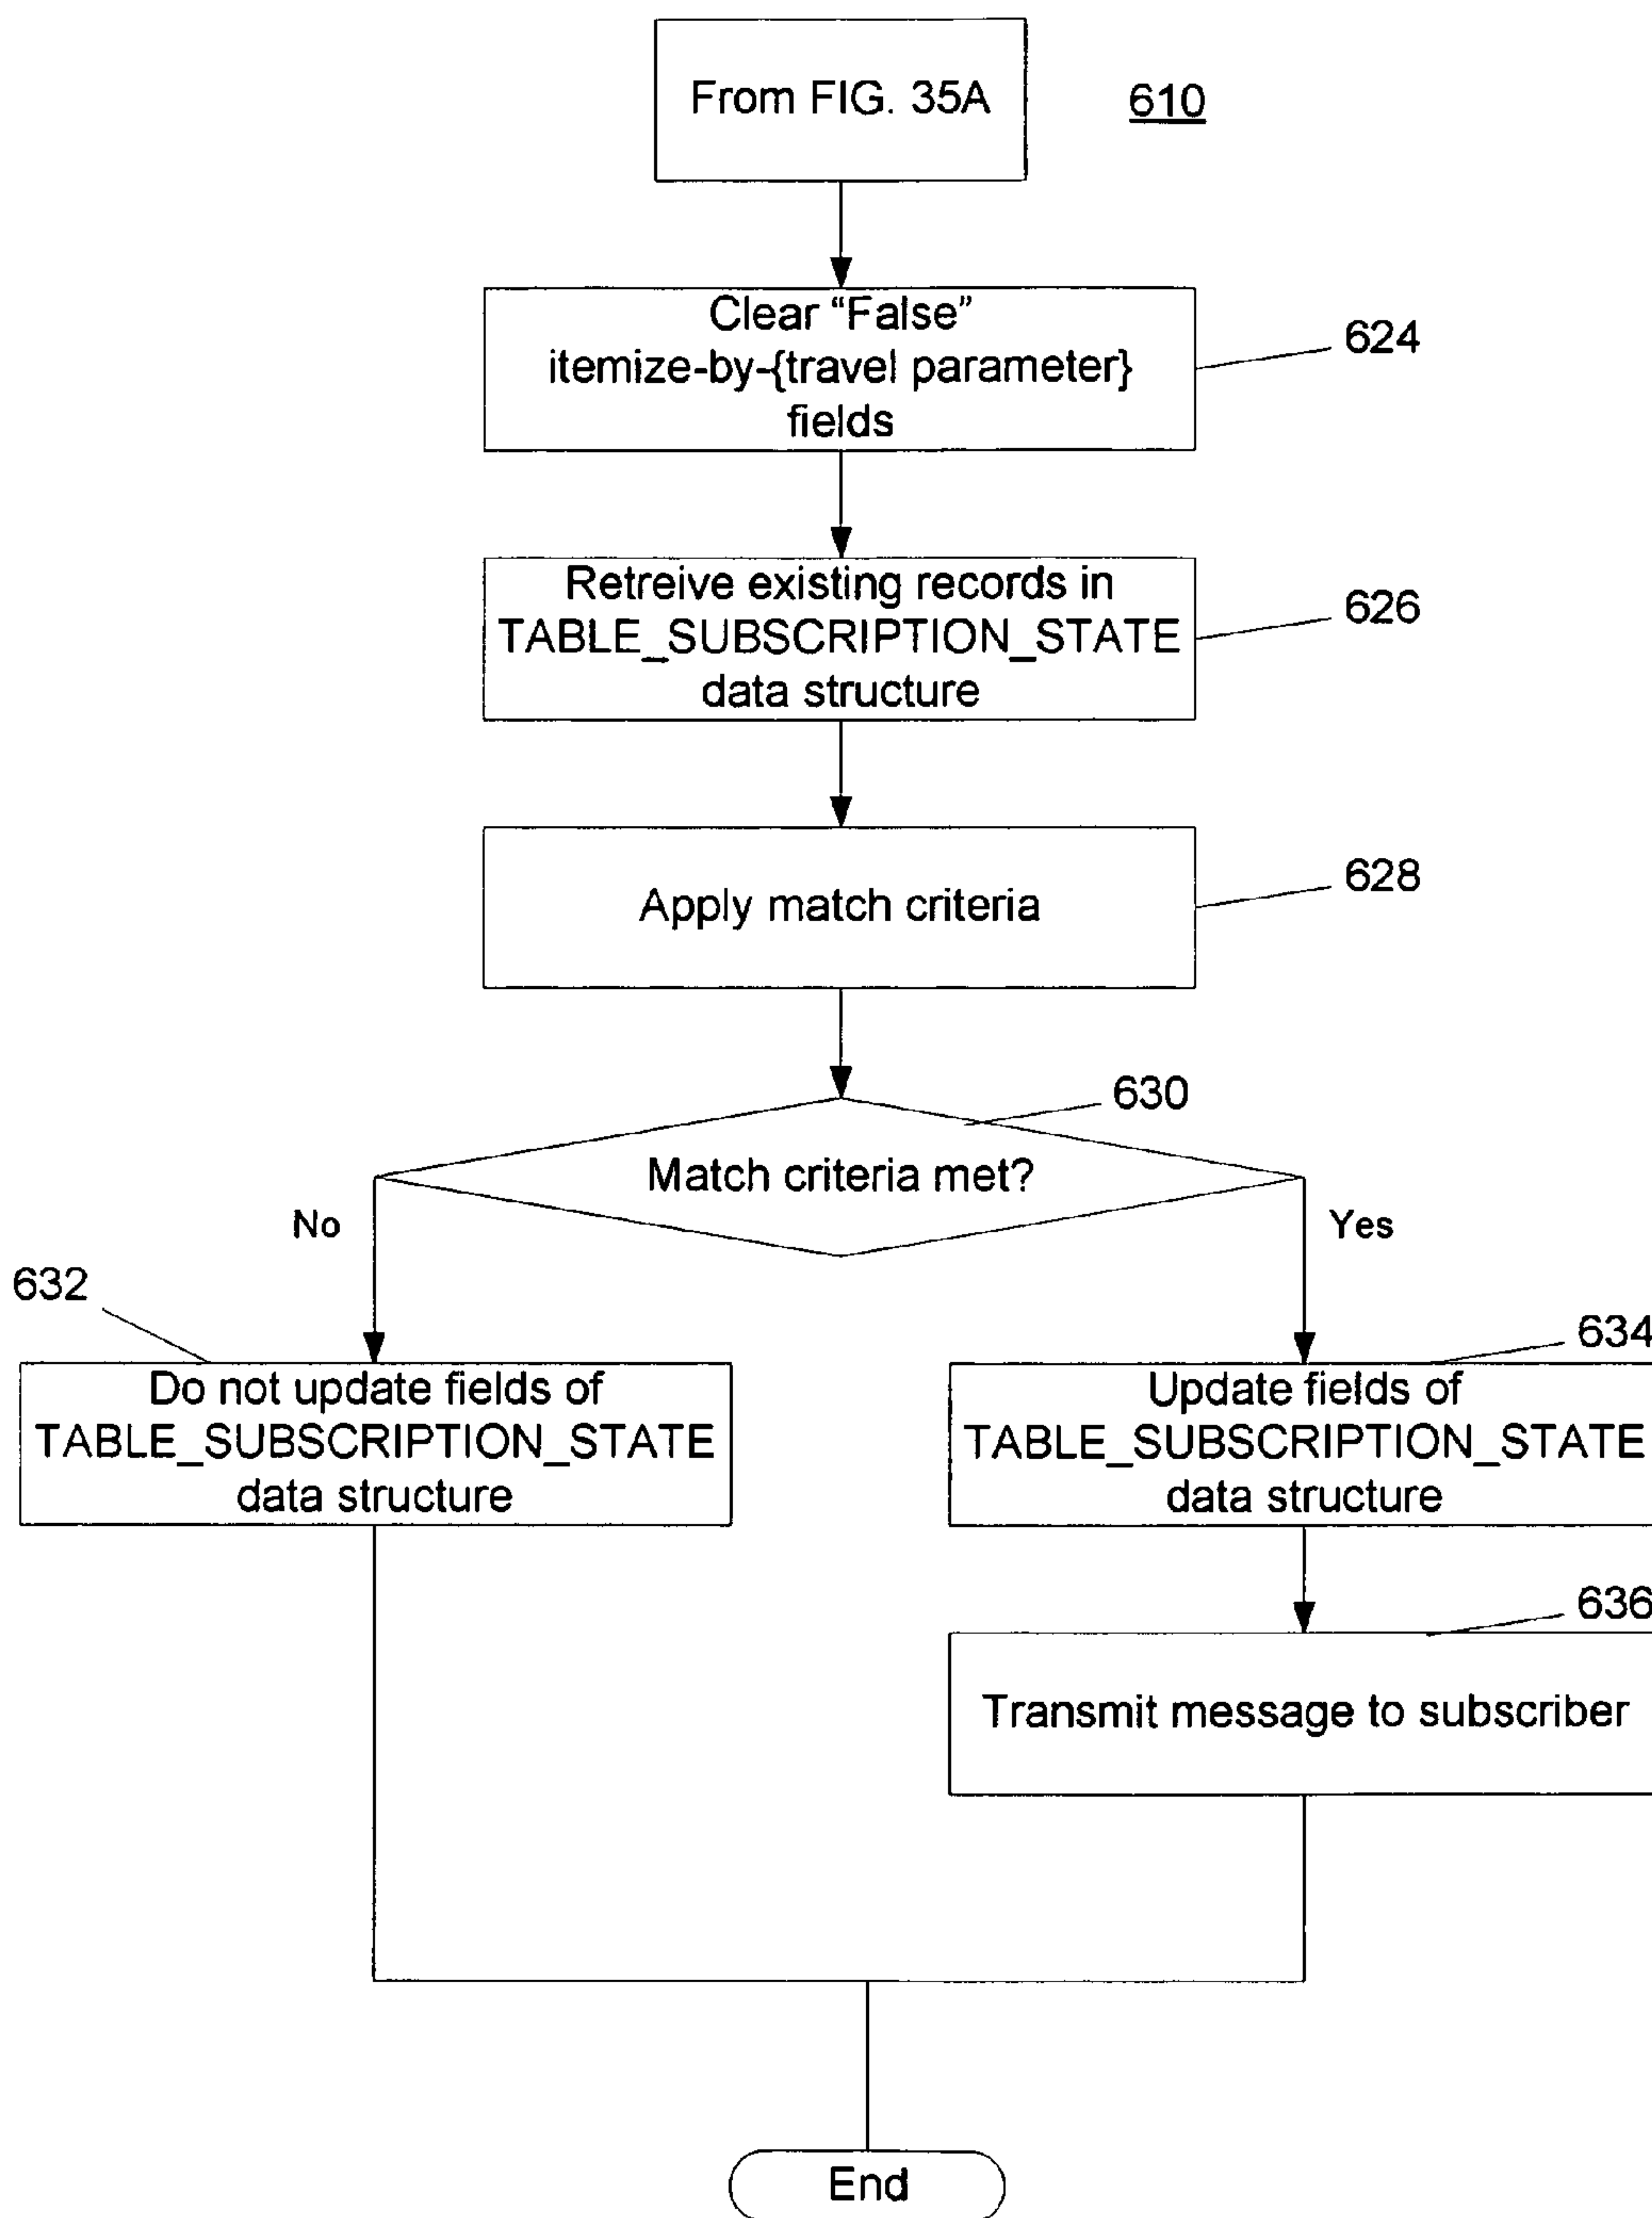 From FIG. 35A
610
Clear “False”
itemize-by-{travel parameter}
fields
624
Retreive existing records in
TABLE_SUBSCRIPTION_STATE
data structure
626
Apply match criteria
628
630
Match criteria met?
No
Yes
632
634
Do not update fields of
TABLE_SUBSCRIPTION_STATE
data structure
Update fields of
TABLE_SUBSCRIPTION_STATE
data structure
636
Transmit message to subscriber
End